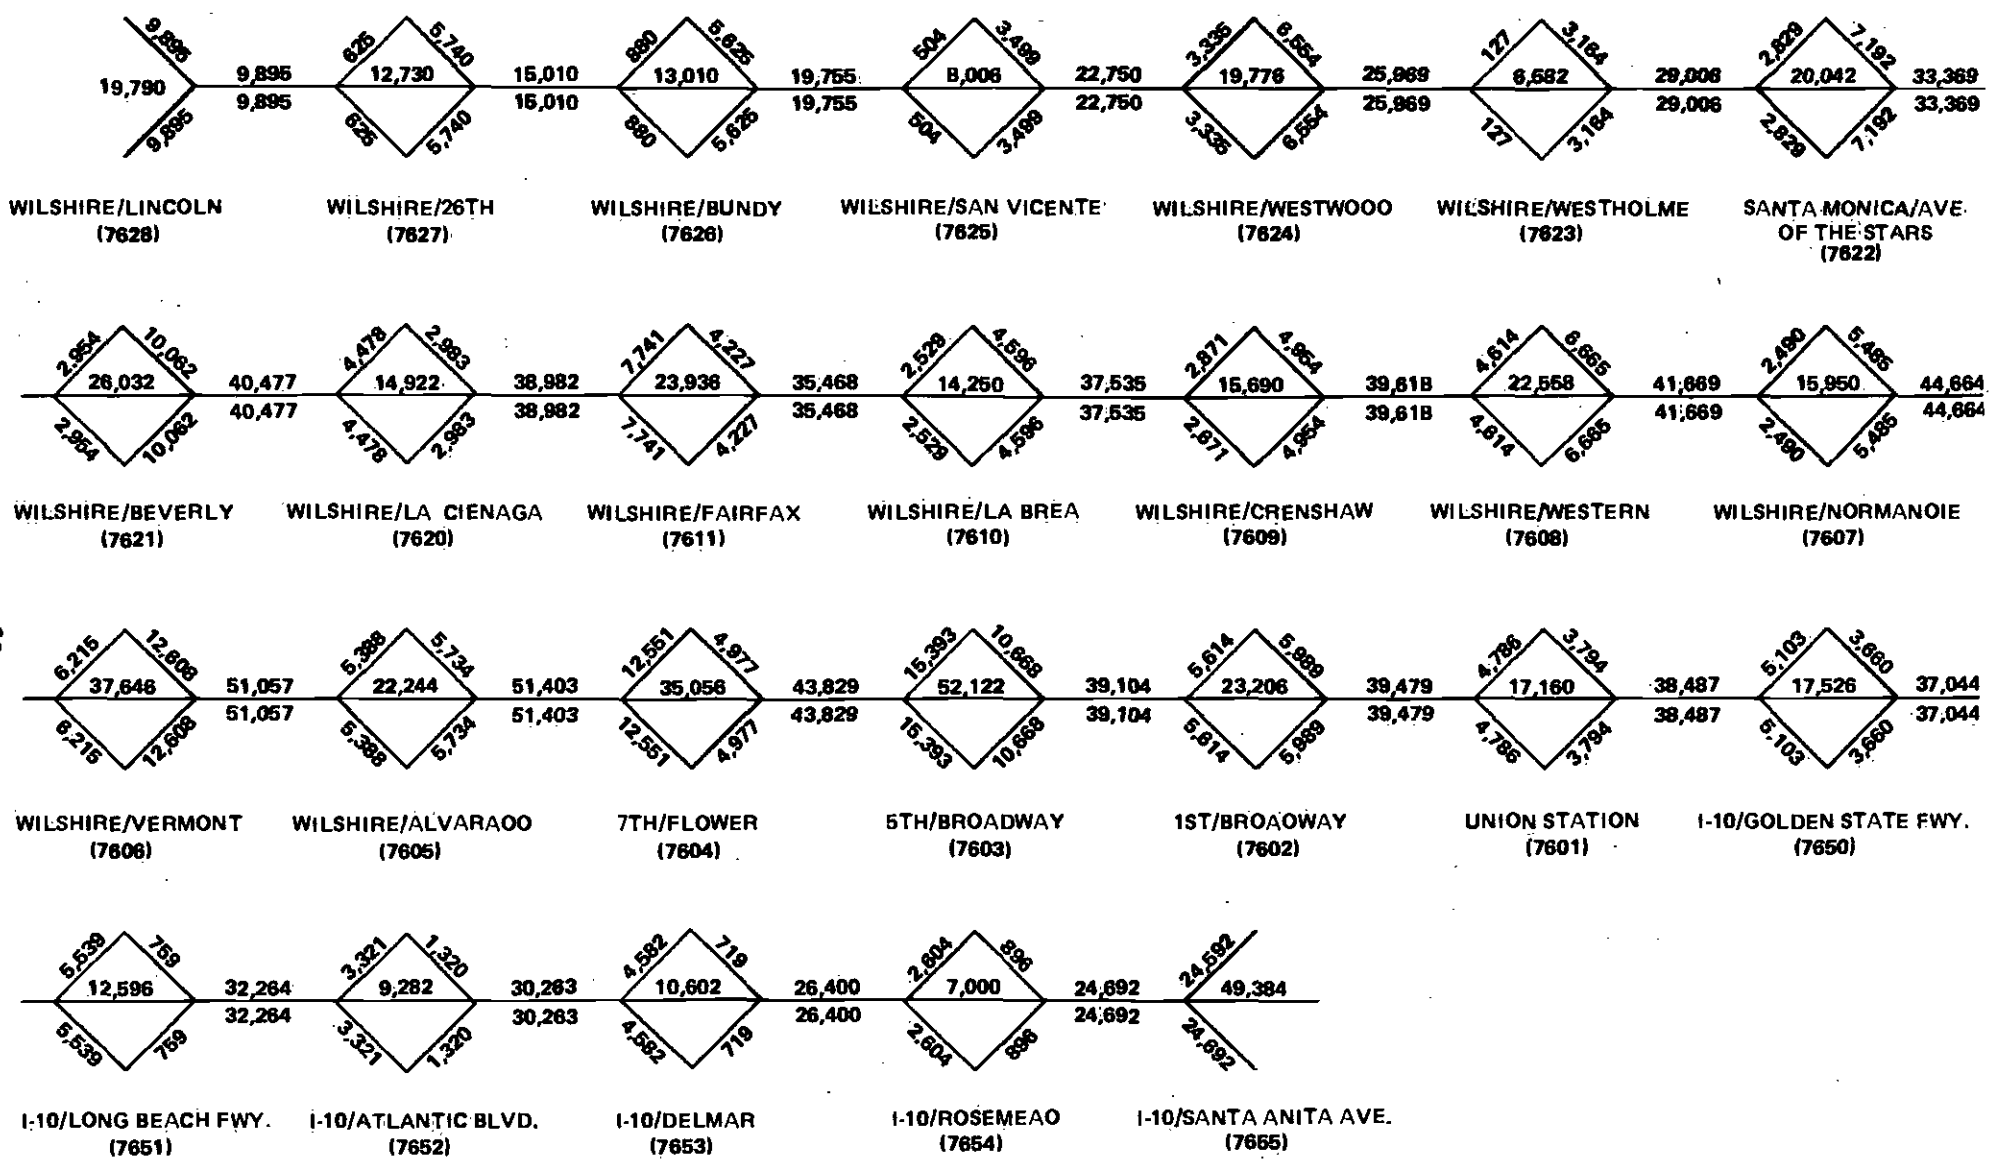 9,895 625 5,740 880 5,625 504 3,499 3,335 6,554 127 3,164 2,829 7,192
19,790 9,895 12,730 15,010 13,010 19,755 8,006 22,750 19,776 25,969 6,582 29,006 20,042 33,369
9,895 15,010 19,755 22,750 25,969 29,006 33,369
9,895 625 5,740 880 5,625 504 3,499 3,335 6,554 127 3,164 2,829 7,192
WILSHIRE/LINCOLN WILSHIRE/26TH WILSHIRE/BUNDY WILSHIRE/SAN VICENTE WILSHIRE/WESTWOOO WILSHIRE/WESTHOLME SANTA MONICA/AVE.
(7628) (7627) (7626) (7625) (7624) (7623) OF THE STARS
(7622)
2,954 10,062 4,478 2,983 7,741 4,227 2,529 4,596 2,871 4,954 4,614 6,665 2,490 5,485
26,032 40,477 14,922 38,982 23,936 35,468 14,250 37,535 15,690 39,618 22,558 41,669 15,950 44,664
40,477 38,982 35,468 37,535 39,618 41,669 44,664
2,954 10,062 4,478 2,983 7,741 4,227 2,529 4,596 2,871 4,954 4,614 6,665 2,490 5,485
WILSHIRE/BEVERLY WILSHIRE/LA CIENAGA WILSHIRE/FAIRFAX WILSHIRE/LA BREA WILSHIRE/CRENSHAW WILSHIRE/WESTERN WILSHIRE/NORMANOIE
(7621) (7620) (7611) (7610) (7609) (7608) (7607)
6,215 12,608 5,388 5,734 12,551 4,977 15,393 10,668 5,614 5,989 4,786 3,794 5,103 3,660
37,646 51,057 22,244 51,403 35,056 43,829 52,122 39,104 23,206 39,479 17,160 38,487 17,526 37,044
51,057 51,403 43,829 39,104 39,479 38,487 37,044
6,215 12,608 5,388 5,734 12,551 4,977 15,393 10,668 5,614 5,989 4,786 3,794 5,103 3,660
WILSHIRE/VERMONT WILSHIRE/ALVARAOO 7TH/FLOWER 5TH/BROADWAY 1ST/BROAOWAY UNION STATION I-10/GOLDEN STATE FWY.
(7606) (7605) (7604) (7603) (7602) (7601) (7650)
5,539 759 3,321 1,320 4,582 719 2,604 896 24,592
12,596 32,264 9,282 30,263 10,602 26,400 7,000 24,692 49,384
32,264 30,263 26,400 24,692
5,539 759 3,321 1,320 4,582 719 2,604 896 24,692
I-10/LONG BEACH FWY. I-10/ATLANTIC BLVD. I-10/DELMAR I-10/ROSEMEAO I-10/SANTA ANITA AVE.
(7651) (7652) (7653) (7654) (7655)